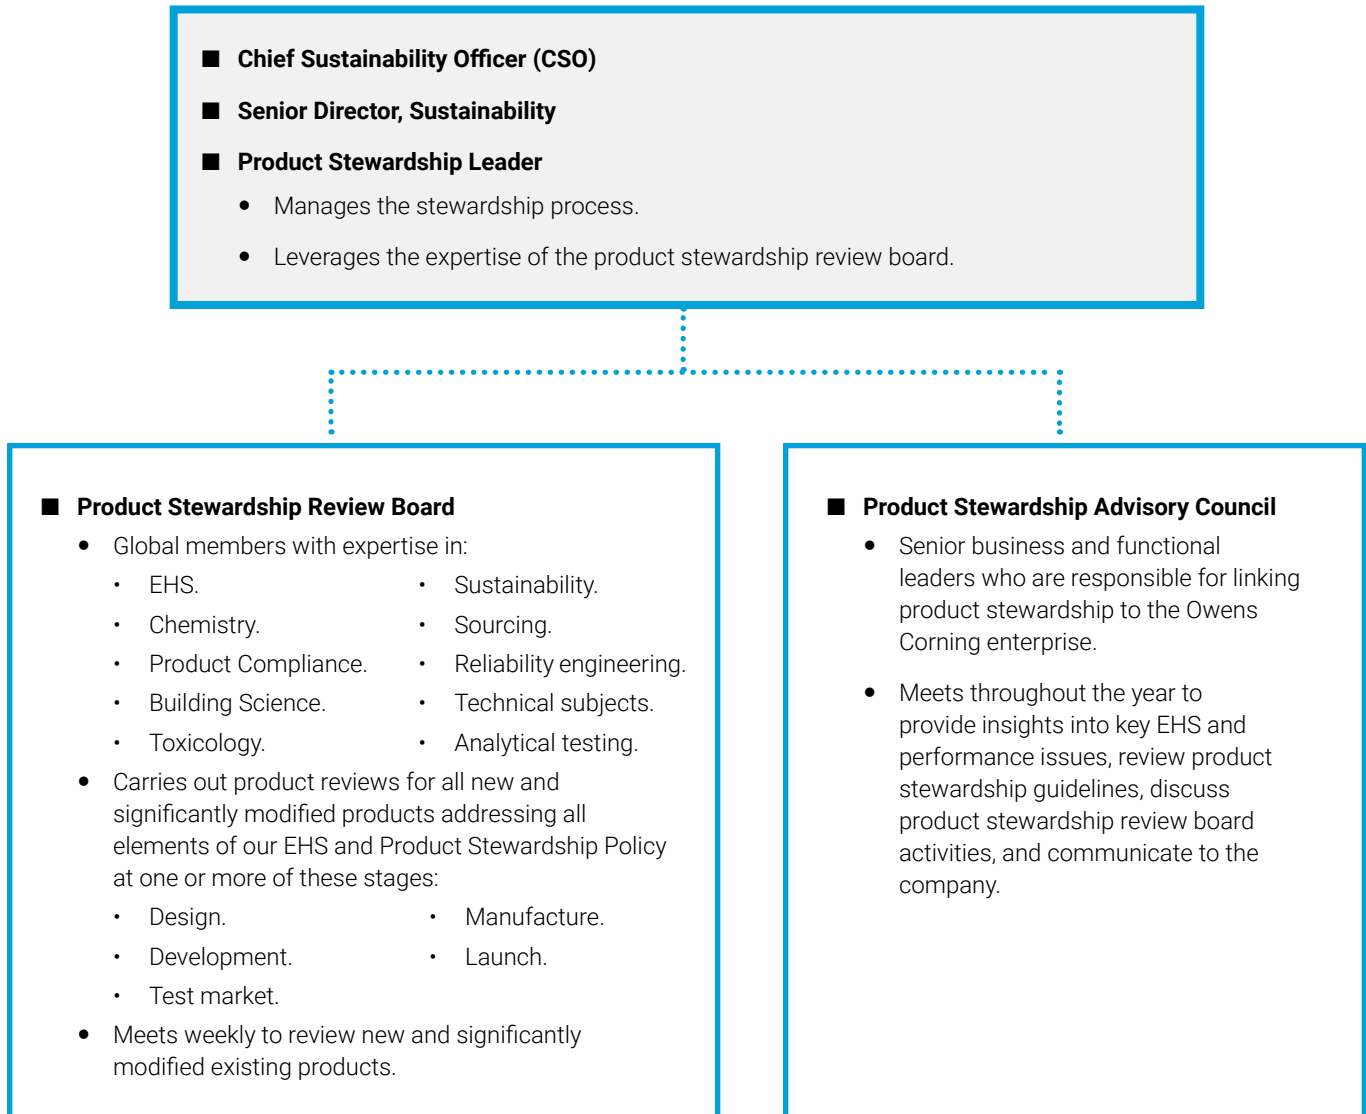 ■ Chief Sustainability Officer (CSO)
■ Senior Director, Sustainability
■ Product Stewardship Leader
• Manages the stewardship process.
• Leverages the expertise of the product stewardship review board.
■ Product Stewardship Review Board
• Global members with expertise in:
• EHS.
• Chemistry.
• Product Compliance.
• Building Science.
• Toxicology.
• Sustainability.
• Sourcing.
• Reliability engineering.
• Technical subjects.
• Analytical testing.
• Carries out product reviews for all new and
significantly modified products addressing all
elements of our EHS and Product Stewardship Policy
at one or more of these stages:
• Design.
• Development.
• Test market.
• Manufacture.
• Launch.
• Meets weekly to review new and significantly
modified existing products.
■ Product Stewardship Advisory Council
• Senior business and functional
leaders who are responsible for linking
product stewardship to the Owens
Corning enterprise.
• Meets throughout the year to
provide insights into key EHS and
performance issues, review product
stewardship guidelines, discuss
product stewardship review board
activities, and communicate to the
company.